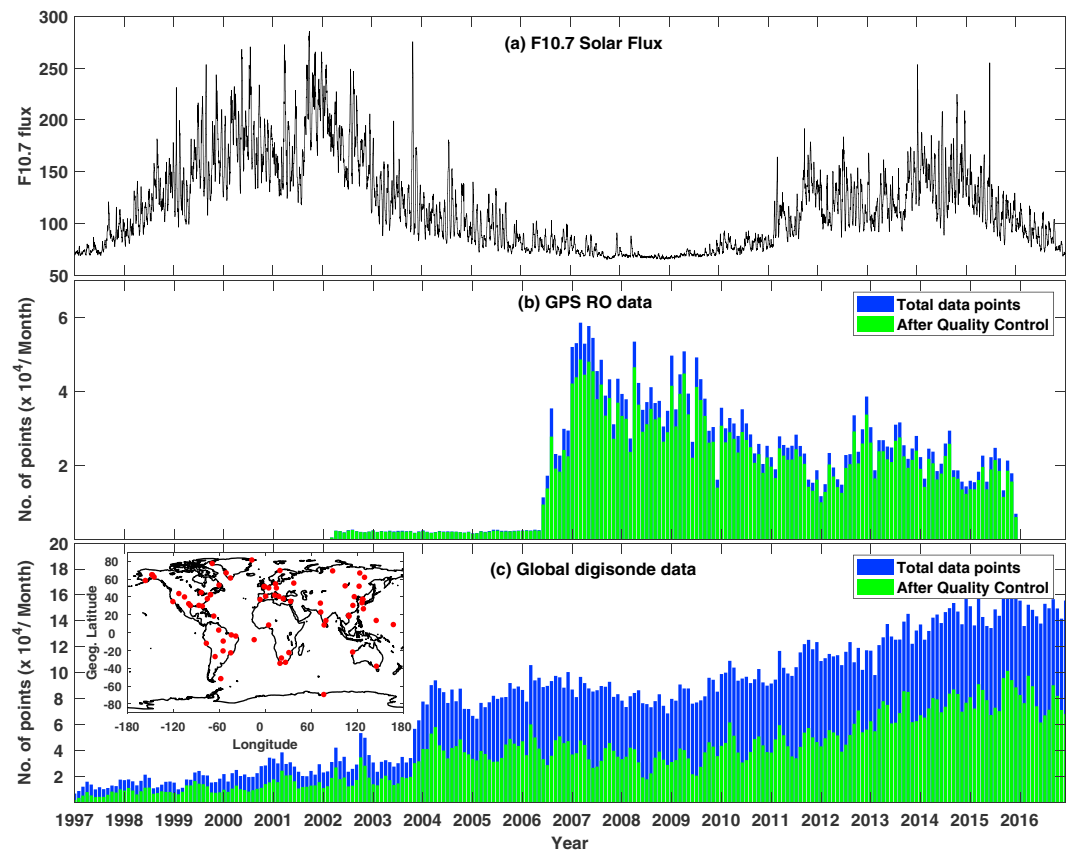 300
250
200
150
100
50
F10.7 flux
(a) F10.7 Solar Flux
6
4
2
No. of points (x 10^4/ Month)
(b) GPS RO data
Total data points
After Quality Control
20
18
16
14
12
10
8
6
4
2
No. of points (x 10^4/ Month)
(c) Global digisonde data
Total data points
After Quality Control
80
60
40
20
0
-20
-40
-60
-80
Geog. Latitude
-180 -120 -60 0 60 120 180
Longitude
1997 1998 1999 2000 2001 2002 2003 2004 2005 2006 2007 2008 2009 2010 2011 2012 2013 2014 2015 2016
Year